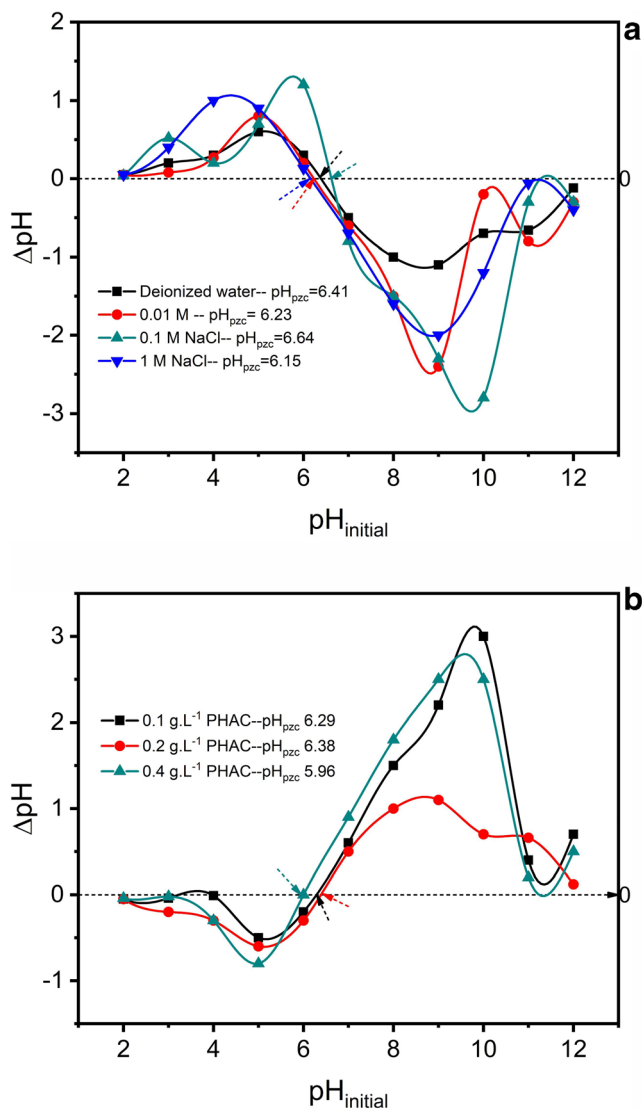 a
2
1
0
-1
-2
-3
0
ΔpH
Deionized water-- pHpzc=6.41
0.01 M -- pHpzc= 6.23
0.1 M NaCl-- pHpzc=6.64
1 M NaCl-- pHpzc=6.15
2 4 6 8 10 12
pHinitial
b
3
2
1
0
-1
0
ΔpH
0.1 g.L-1 PHAC--pHpzc 6.29
0.2 g.L-1 PHAC--pHpzc 6.38
0.4 g.L-1 PHAC--pHpzc 5.96
2 4 6 8 10 12
pHinitial